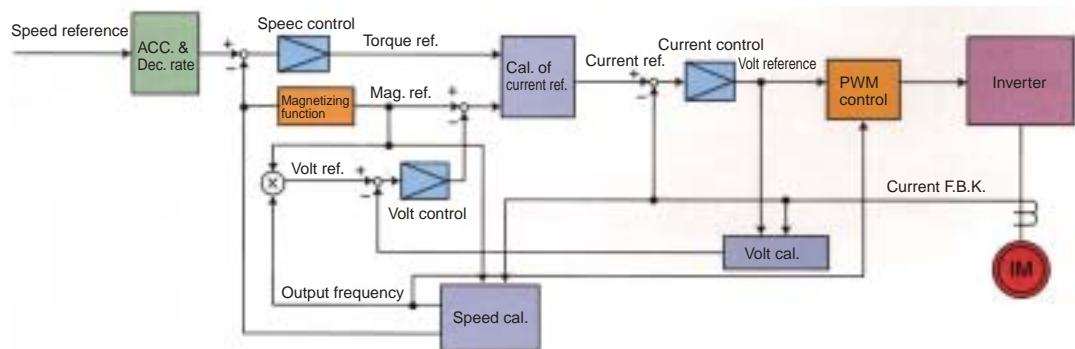 Speed reference
ACC. &
Dec. rate
+
−
Speec control
Torque ref.
Magnetizing
function
Mag. ref.
+
−
Cal. of
current ref.
Current ref.
+
−
Current control
Volt reference
PWM
control
Inverter
X
Volt ref.
+
−
Volt control
Current F.B.K.
Volt cal.
IM
Output frequency
Speed cal.